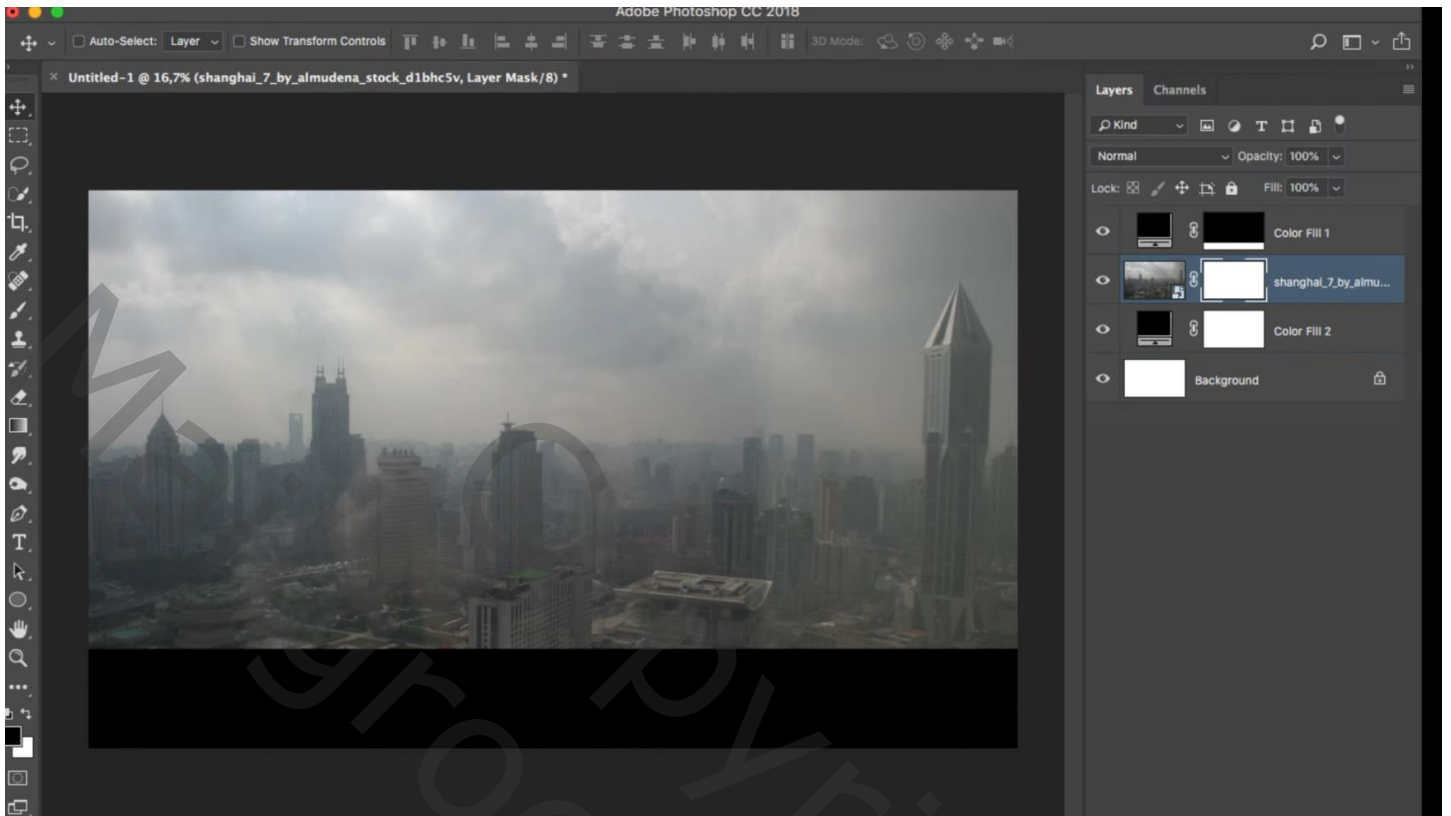 Adobe Photoshop CC 2018
Auto-Select: Layer Show Transform Controls 3D Mode:
× Untitled-1 @ 16,7% (shanghai_7_by_almudena_stock_d1bhc5v, Layer Mask/8) *
Layers Channels
Kind
Normal Opacity: 100%
Lock: Fill: 100%
Color Fill 1
shanghai_7_by_almu...
Color Fill 2
Background